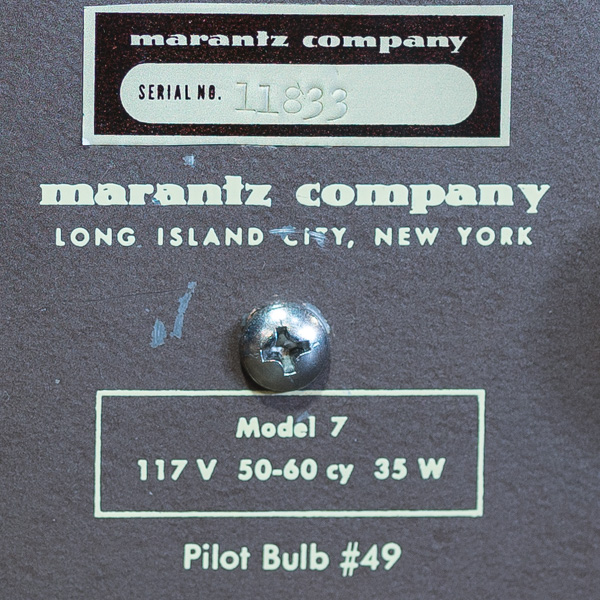 marantz company
SERIAL NO. 11833
marantz company
LONG ISLAND CITY, NEW YORK
Model 7
117 V 50-60 cy 35 W
Pilot Bulb #49